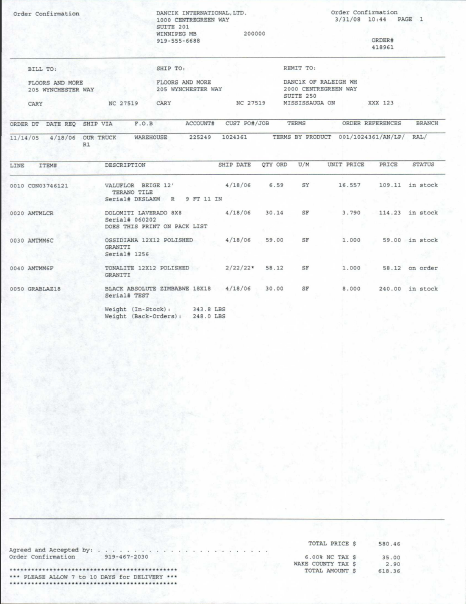 Order Confirmation DANCIK INTERNATIONAL.LTD. Order Confirmation
1000 CENTREGREEN WAY 3/31/08 10:44 PAGE 1
SUITE 201
WINNIPEG MB 200000
919-555-6688 ORDER#
418961
BILL TO: SHIP TO: REMIT TO:
FLOORS AND MORE FLOORS AND MORE DANCIK OF RALEIGH WH
205 WYNCHESTER WAY 205 WYNCHESTER WAY 2000 CENTREGREEN WAY
SUITE 250
CARY NC 27519 CARY NC 27519 MISSISSAUGA ON XXX 123
ORDER DT DATE REQ SHIP VIA F.O.B ACCOUNT# CUST PO#/JOB TERMS ORDER REFERENCES BRANCH
11/14/05 4/18/06 OUR TRUCK WAREHOUSE 225249 1024361 TERMS BY PRODUCT 001/1024361/AN/LP/ RAL/
B1
LINE ITEM# DESCRIPTION SHIP DATE QTY ORD U/M UNIT PRICE PRICE STATUS
0010 CON03746121 VALUFLOR BEIGE 12' 4/18/06 6.59 SY 16.557 109.11 in stock
TERANO TILE
Serial# DKSLAEW R 9 FT 11 IN
0020 ANTMLCR DOLOMITI LAVERADO 8X8 4/18/06 30.14 SF 3.790 114.23 in stock
Serial# 060202
DOES THIS PRINT ON PACK LIST
0030 ANTMM6C OSSIDIANA 12X12 POLISHED 4/18/06 59.00 SF 1.000 59.00 in stock
GRANITI
Serial# 1256
0040 ANTMM6F TONALITE 12X12 POLISHED 2/22/22* 58.12 SF 1.000 58.12 on order
GRANITI
0050 GRABLAZ18 BLACK ABSOLUTE ZIMBABWE 18X18 4/18/06 30.00 SF 8.000 240.00 in stock
Serial# TEST
Weight (In-Stock): 343.8 LBS
Weight (Back-Orders): 248.0 LBS
TOTAL PRICE $ 580.46
Agreed and Accepted by: . . . . . . . . . . . . . . . . . . . . . . . .
Order Confirmation 919-467-2030 6.00% NC TAX $ 35.00
WAKE COUNTY TAX $ 2.90
********************************************** TOTAL AMOUNT $ 618.36
*** PLEASE ALLOW 7 to 10 DAYS for DELIVERY ***
**********************************************